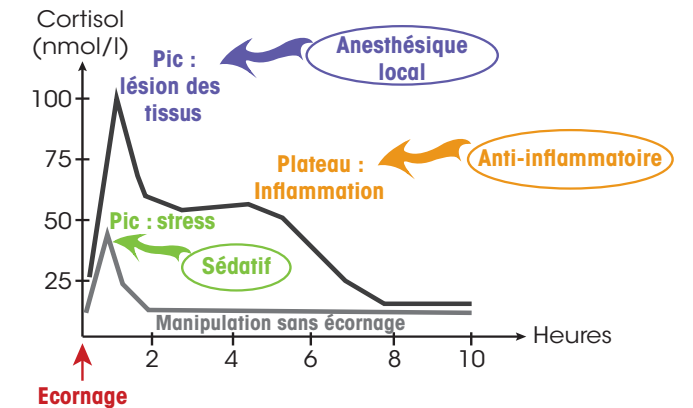 Cortisol
(nmol/l)
Pic :
lésion des
tissus
Anesthésique
local
100
75
50
25
Plateau :
Inflammation
Anti-inflammatoire
Pic : stress
Sédatif
Manipulation sans écornage
Heures
2 4 6 8 10
Ecornage